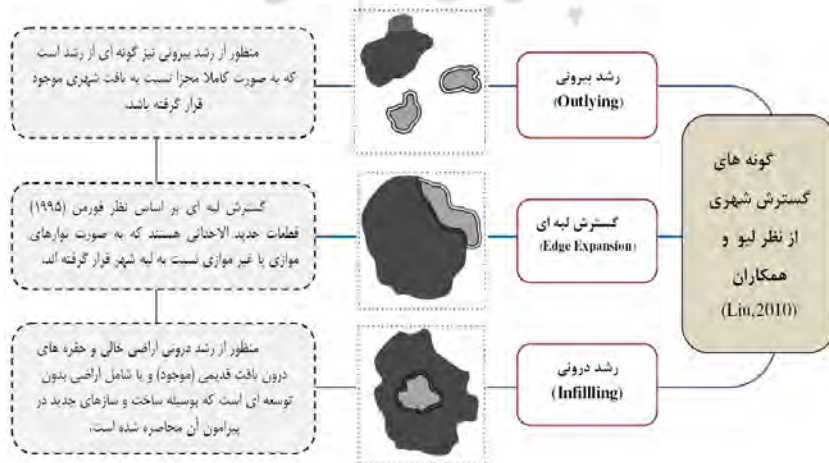 گونه های
گسترش شهری
از نظر لیو و
همکاران
(Liu,2010)
رشد بیرونی
(Outlying)
منظور از رشد بیرونی نیز گونه ای از رشد است
که به صورت کاملا مجزا نسبت به بافت شهری موجود
قرار گرفته باشد.
گسترش لبه ای
(Edge Expansion)
گسترش لبه ای بر اساس نظر فورمن (۱۹۹۵)
قطعات جدید الاحداثی هستند که به صورت نوارهای
موازی یا غیر موازی نسبت به لبه شهر قرار گرفته اند.
رشد درونی
(Infillling)
منظور از رشد درونی اراضی خالی و حفره های
درون بافت قدیمی (موجود) و یا شامل اراضی بدون
توسعه ای است که بوسیله ساخت و سازهای جدید در
پیرامون آن محاصره شده است.